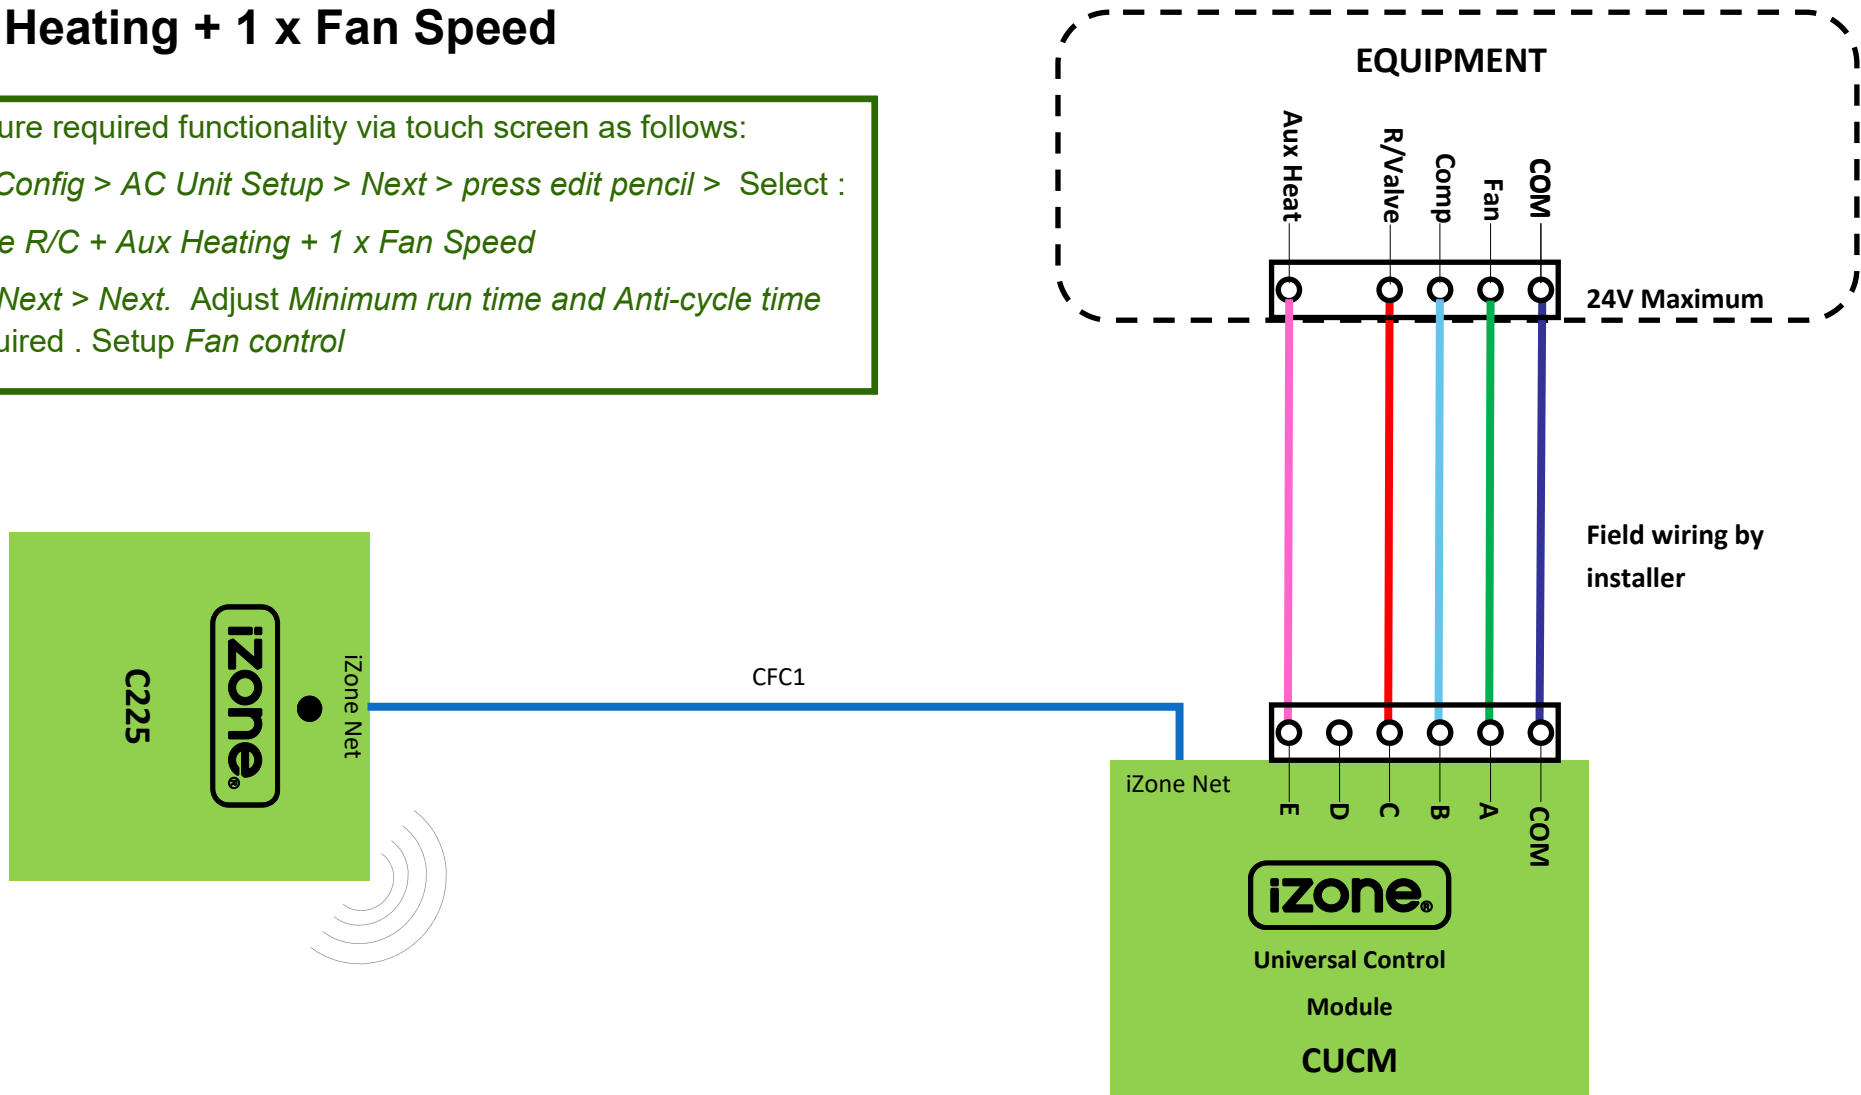 Heating + 1 x Fan Speed
ure required functionality via touch screen as follows:
Config > AC Unit Setup > Next > press edit pencil > Select :
e R/C + Aux Heating + 1 x Fan Speed
Next > Next. Adjust Minimum run time and Anti-cycle time
uired . Setup Fan control
EQUIPMENT
Aux Heat
R/Valve
Comp
Fan
COM
24V Maximum
Field wiring by
installer
C225
izone®
iZone Net
CFC1
iZone Net
E
D
C
B
A
COM
izone®
Universal Control
Module
CUCM